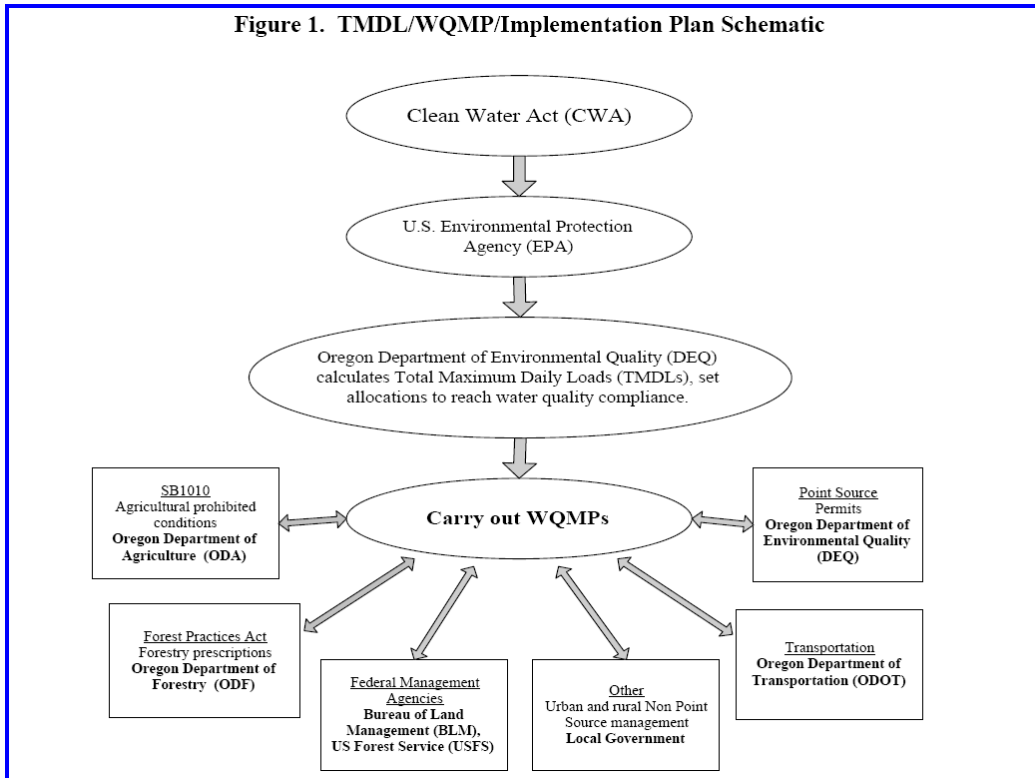 Figure 1.  TMDL/WQMP/Implementation Plan Schematic
Clean Water Act (CWA)
U.S. Environmental Protection
Agency (EPA)
Oregon Department of Environmental Quality (DEQ)
calculates Total Maximum Daily Loads (TMDLs), set
allocations to reach water quality compliance.
SB1010
Agricultural prohibited
conditions
Oregon Department of
Agriculture  (ODA)
Carry out WQMPs
Point Source
Permits
Oregon Department of
Environmental Quality
(DEQ)
Forest Practices Act
Forestry prescriptions
Oregon Department of
Forestry  (ODF)
Federal Management
Agencies
Bureau of Land
Management (BLM),
US Forest Service (USFS)
Other
Urban and rural Non Point
Source management
Local Government
Transportation
Oregon Department of
Transportation (ODOT)